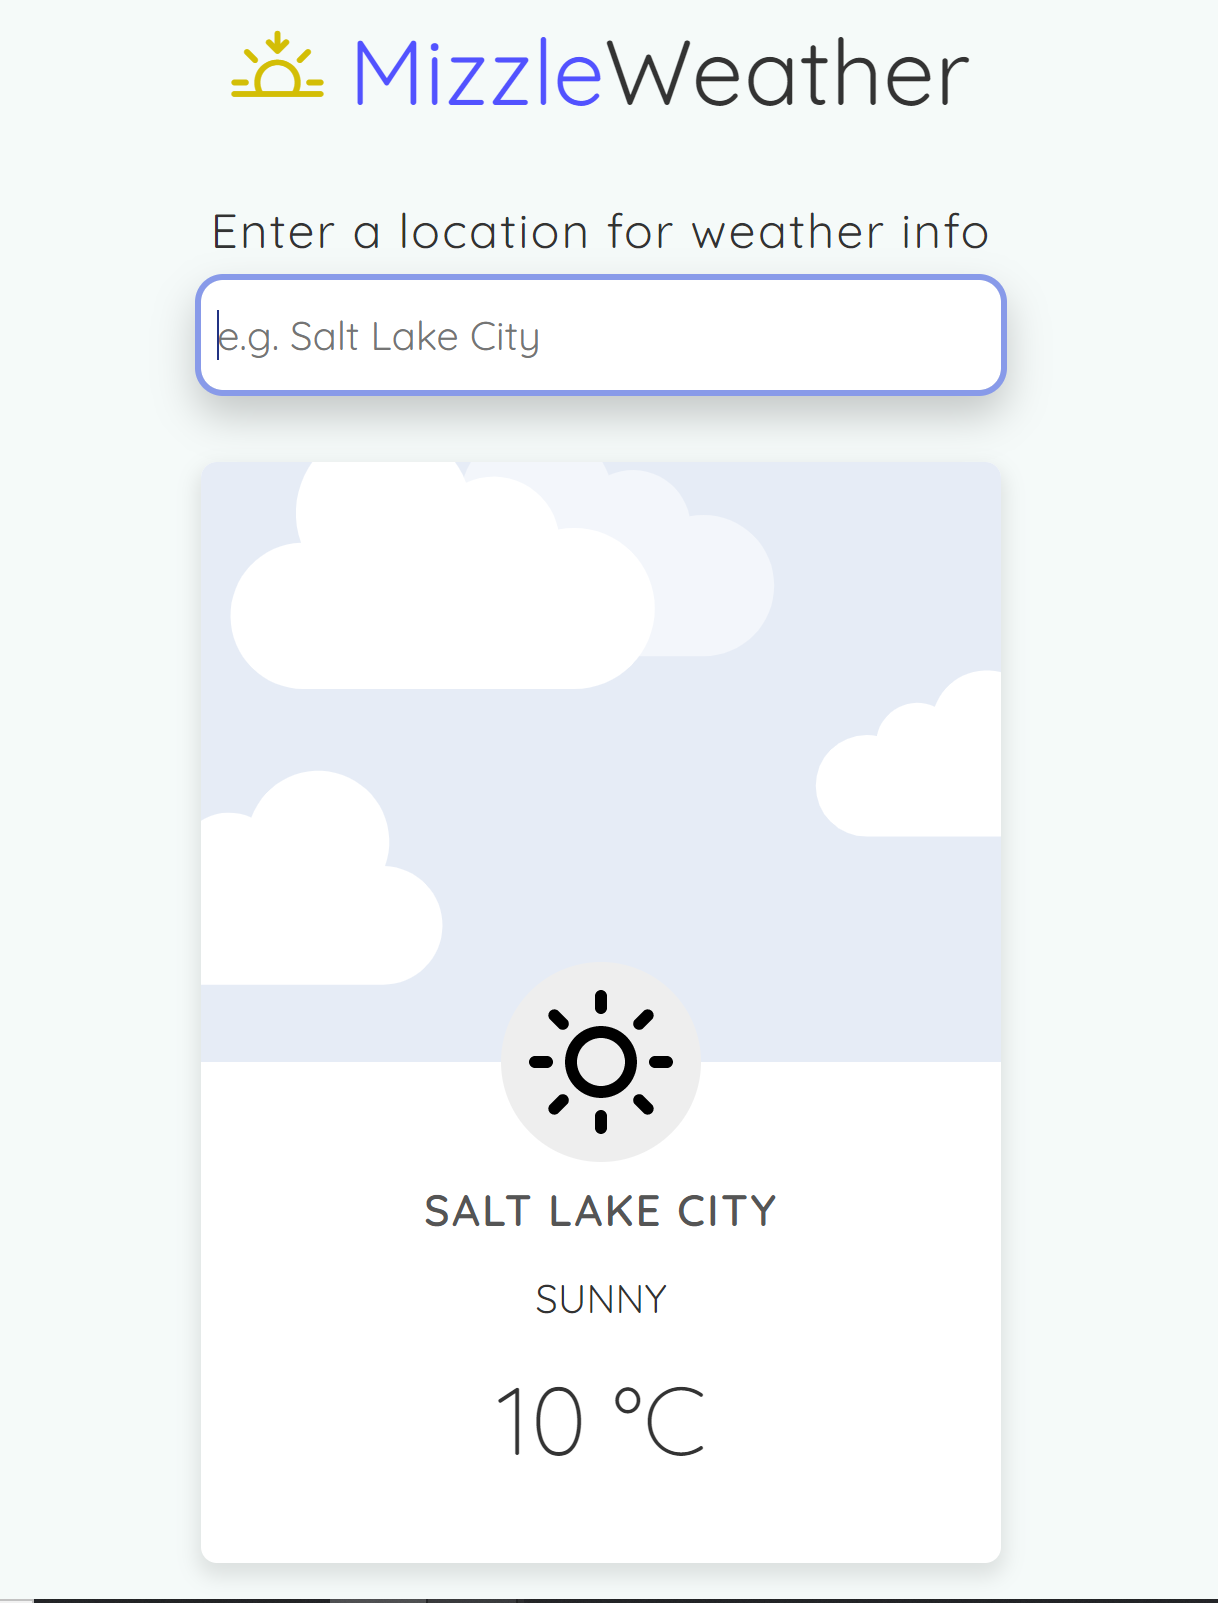 MizzleWeather
Enter a location for weather info
e.g. Salt Lake City
SALT LAKE CITY
SUNNY
10 °C